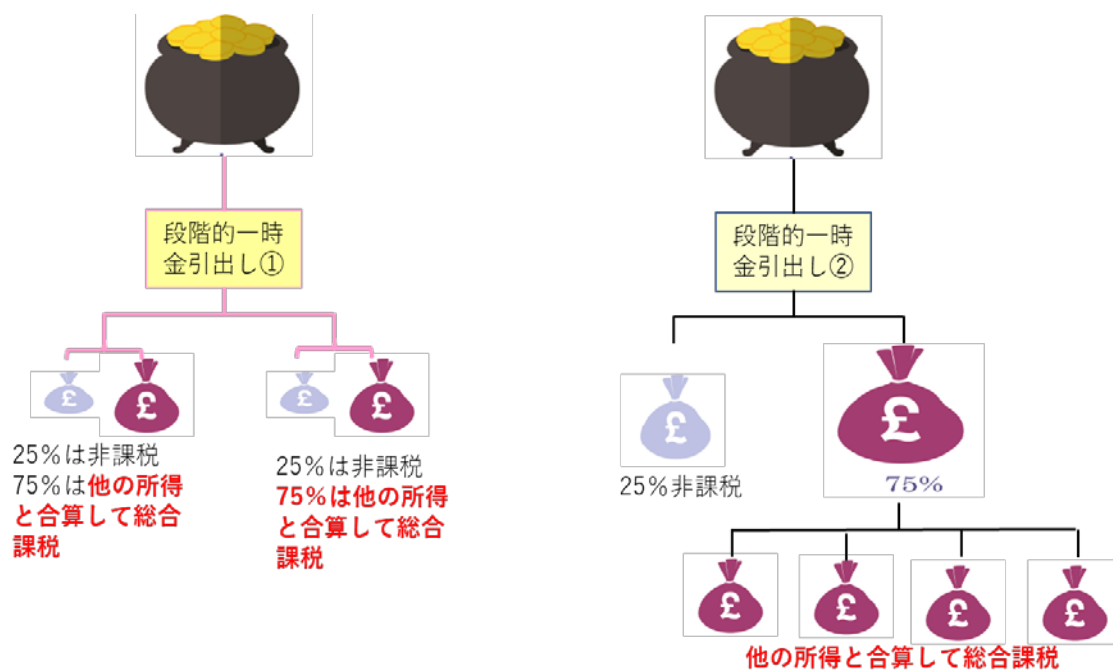 段階的一時
金引出し①
£
£
£
£
25%は非課税
75%は他の所得
と合算して総合
課税
25%は非課税
75%は他の所得
と合算して総合
課税
段階的一時
金引出し②
£
25%非課税
£
75%
£
£
£
£
他の所得と合算して総合課税